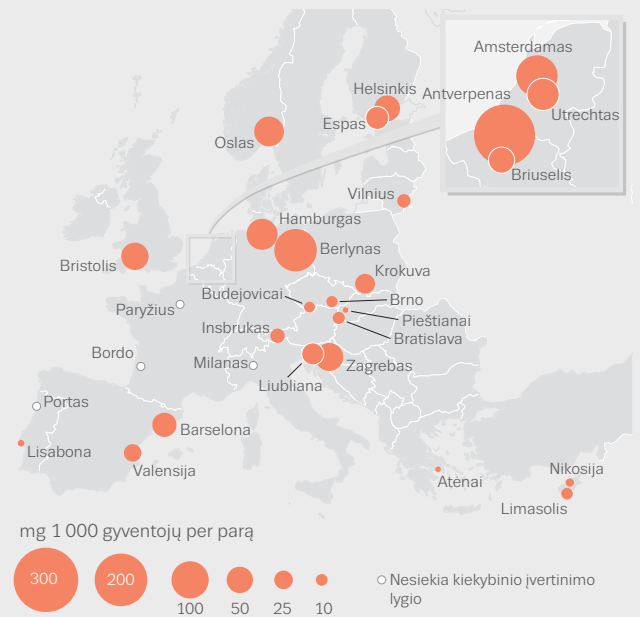 Amsterdamas
Helsinkis
Antverpenas
Espas
Utrechtas
Oslas
Briuselis
Vilnius
Hamburgas
Berlynas
Bristolis
Krokuva
Budejovicai
Brno
Paryžius
Pieštianai
Insbrukas
Bratislava
Bordo
Milanas
Zagrebas
Liubliana
Portas
Barselona
Lisabona
Valensija
Nikosija
Atėnai
Limasolis
mg 1 000 gyventojų per parą
300
200
100
50
25
10
Nesiekia kiekybinio įvertinimo
lygio